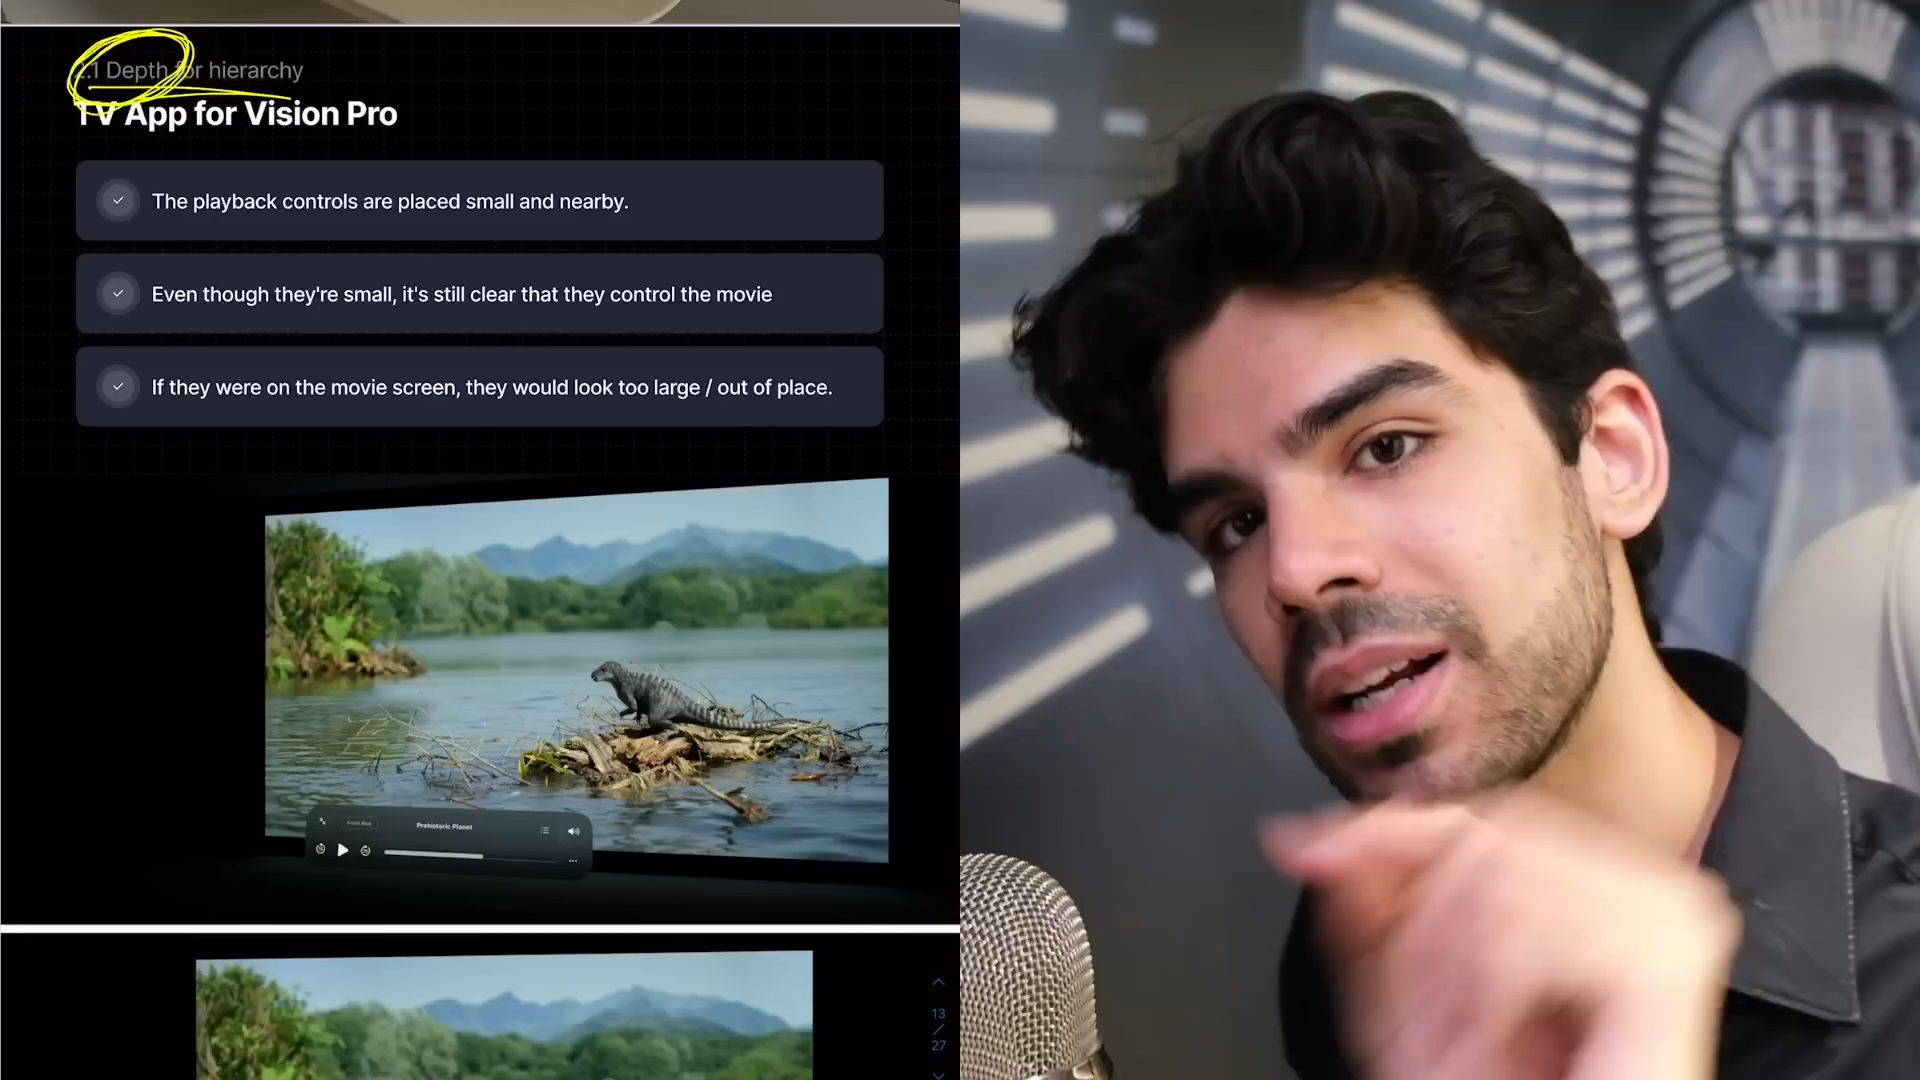 2.1 Depth for hierarchy
TV App for Vision Pro
The playback controls are placed small and nearby.
Even though they're small, it's still clear that they control the movie
If they were on the movie screen, they would look too large / out of place.
Prehistoric Planet
13
/
27